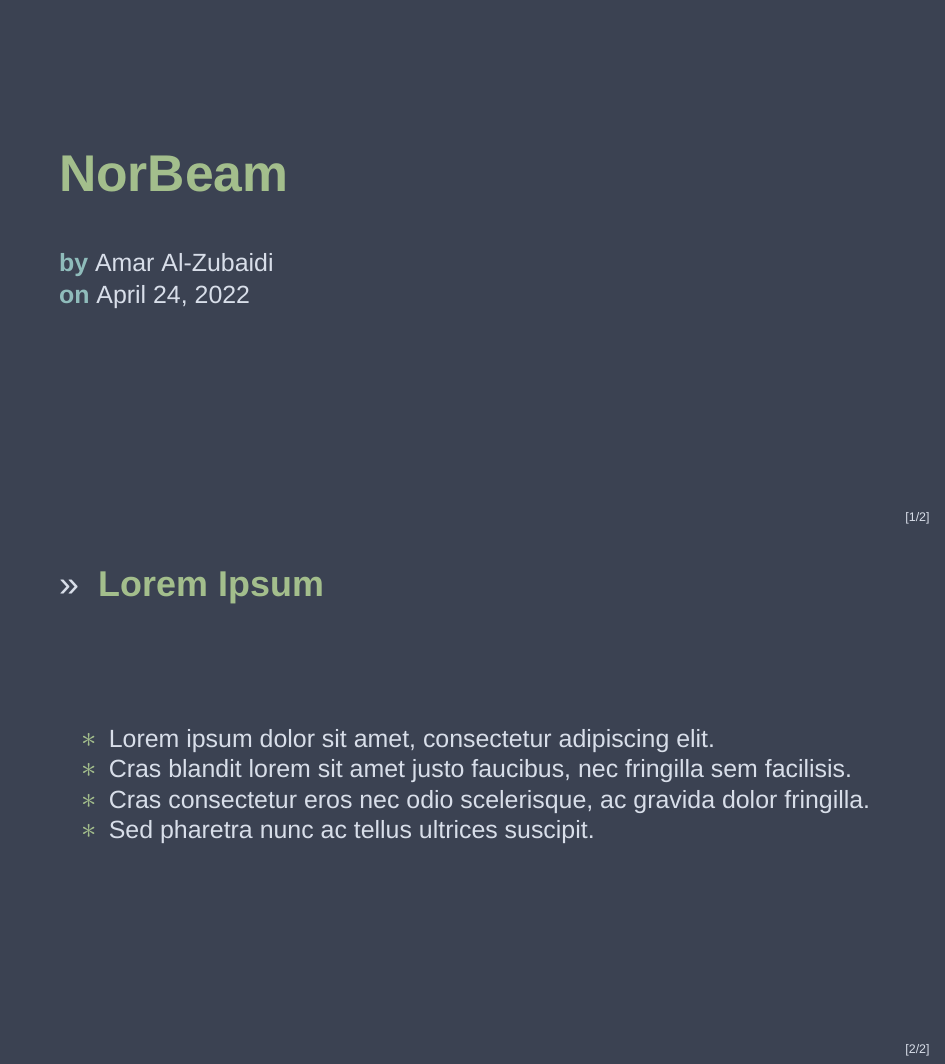 NorBeam
by Amar Al-Zubaidi
on April 24, 2022
[1/2]
» Lorem Ipsum
* Lorem ipsum dolor sit amet, consectetur adipiscing elit.
* Cras blandit lorem sit amet justo faucibus, nec fringilla sem facilisis.
* Cras consectetur eros nec odio scelerisque, ac gravida dolor fringilla.
* Sed pharetra nunc ac tellus ultrices suscipit.
[2/2]